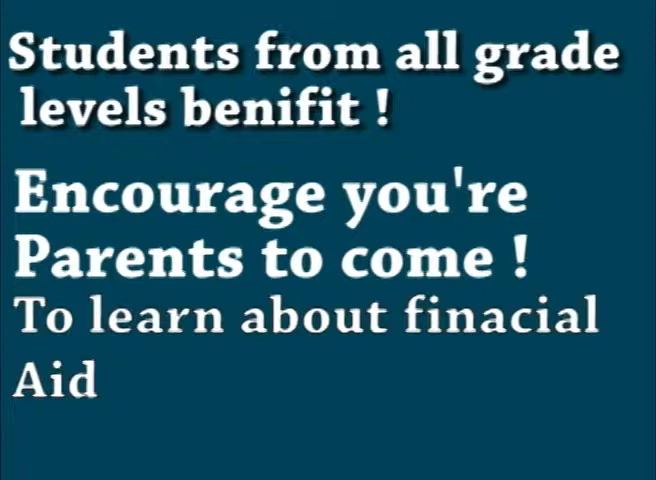 Students from all grade
levels benifit !
Encourage you're
Parents to come !
To learn about finacial
Aid